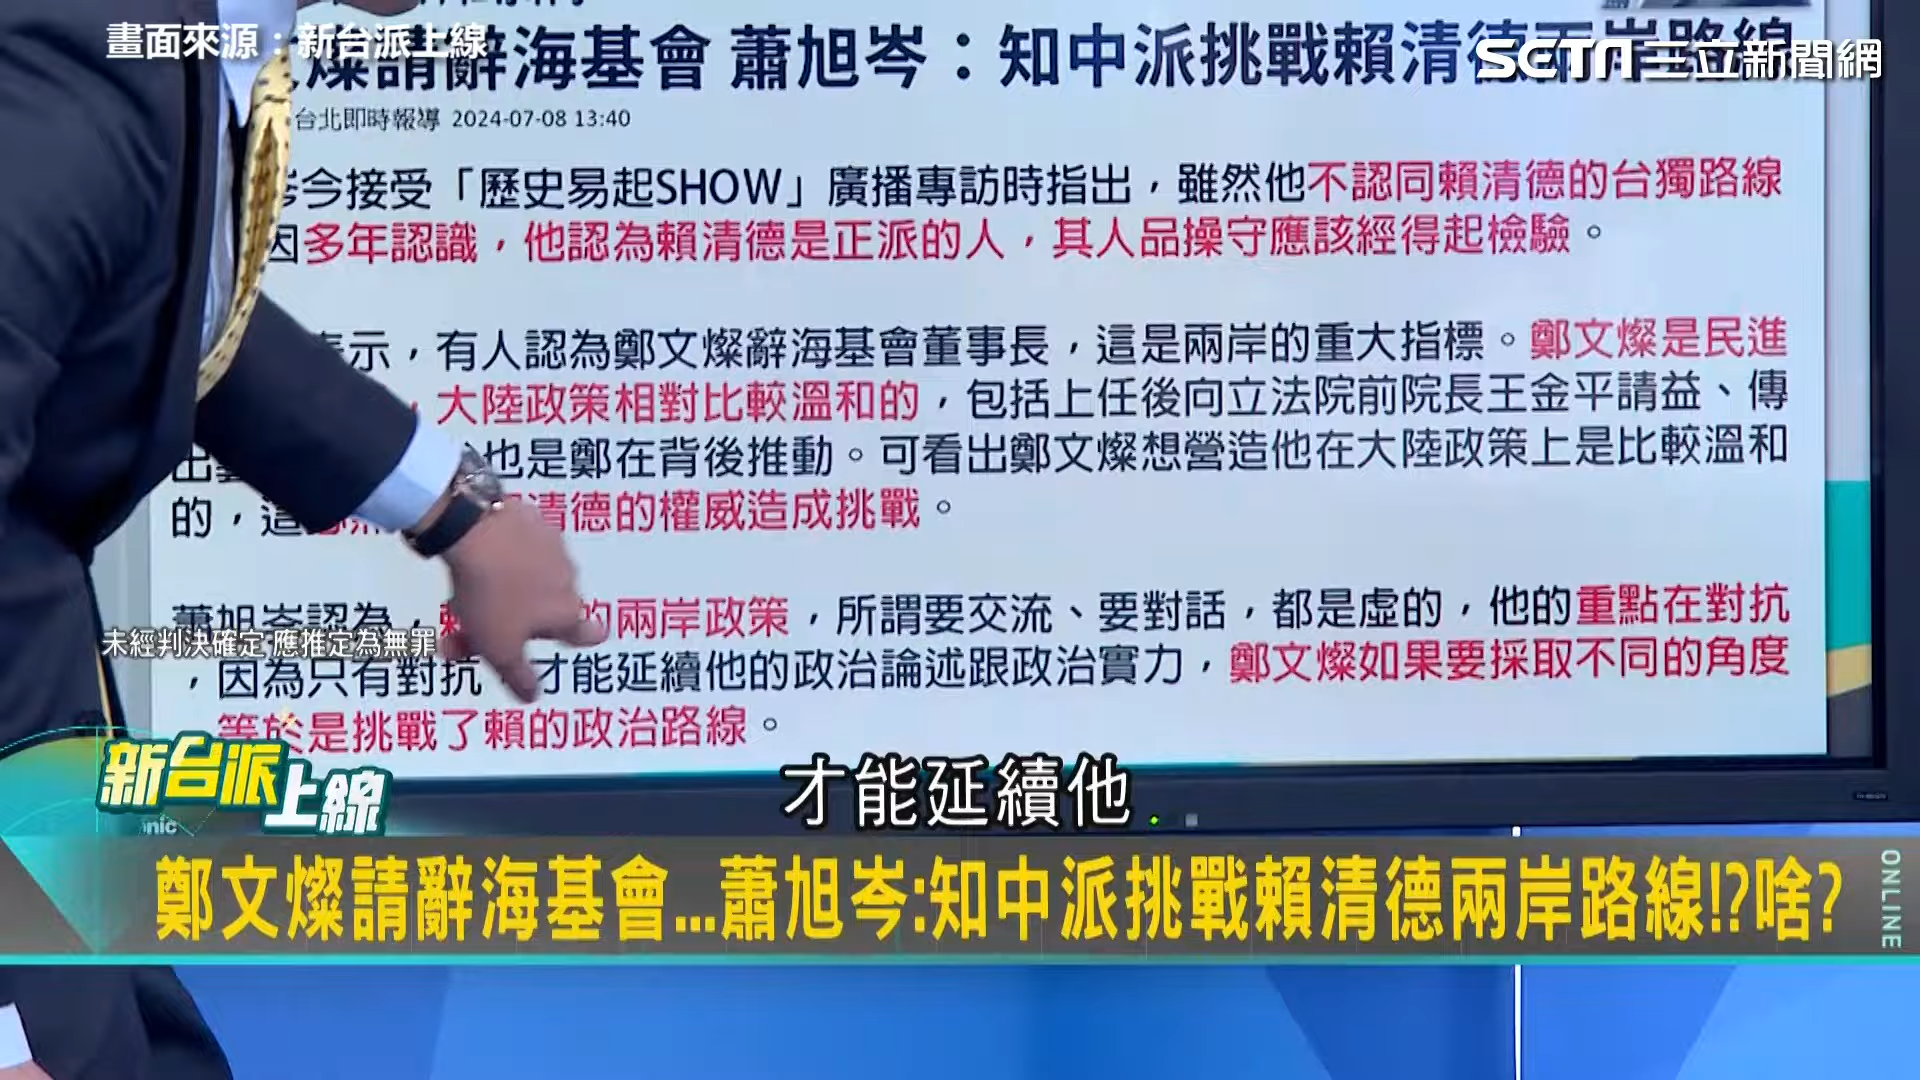 畫面來源：新台派上線
SETN三立新聞網
燦請辭海基會 蕭旭岑：知中派挑戰賴清德兩岸路線
台北即時報導 2024-07-08 13:40
岑今接受「歷史易起SHOW」廣播專訪時指出，雖然他不認同賴清德的台獨路線
因多年認識，他認為賴清德是正派的人，其人品操守應該經得起檢驗。
表示，有人認為鄭文燦辭海基會董事長，這是兩岸的重大指標。鄭文燦是民進
，大陸政策相對比較溫和的，包括上任後向立法院前院長王金平請益、傳
出 也是鄭在背後推動。可看出鄭文燦想營造他在大陸政策上是比較溫和
的，這 清德的權威造成挑戰。
蕭旭岑認為，賴 的兩岸政策，所謂要交流、要對話，都是虛的，他的重點在對抗
未經判決確定 應推定為無罪
，因為只有對抗，才能延續他的政治論述跟政治實力，鄭文燦如果要採取不同的角度
等於是挑戰了賴的政治路線。
新台派上線
nic
才能延續他
鄭文燦請辭海基會...蕭旭岑:知中派挑戰賴清德兩岸路線!?啥?
ONLINE